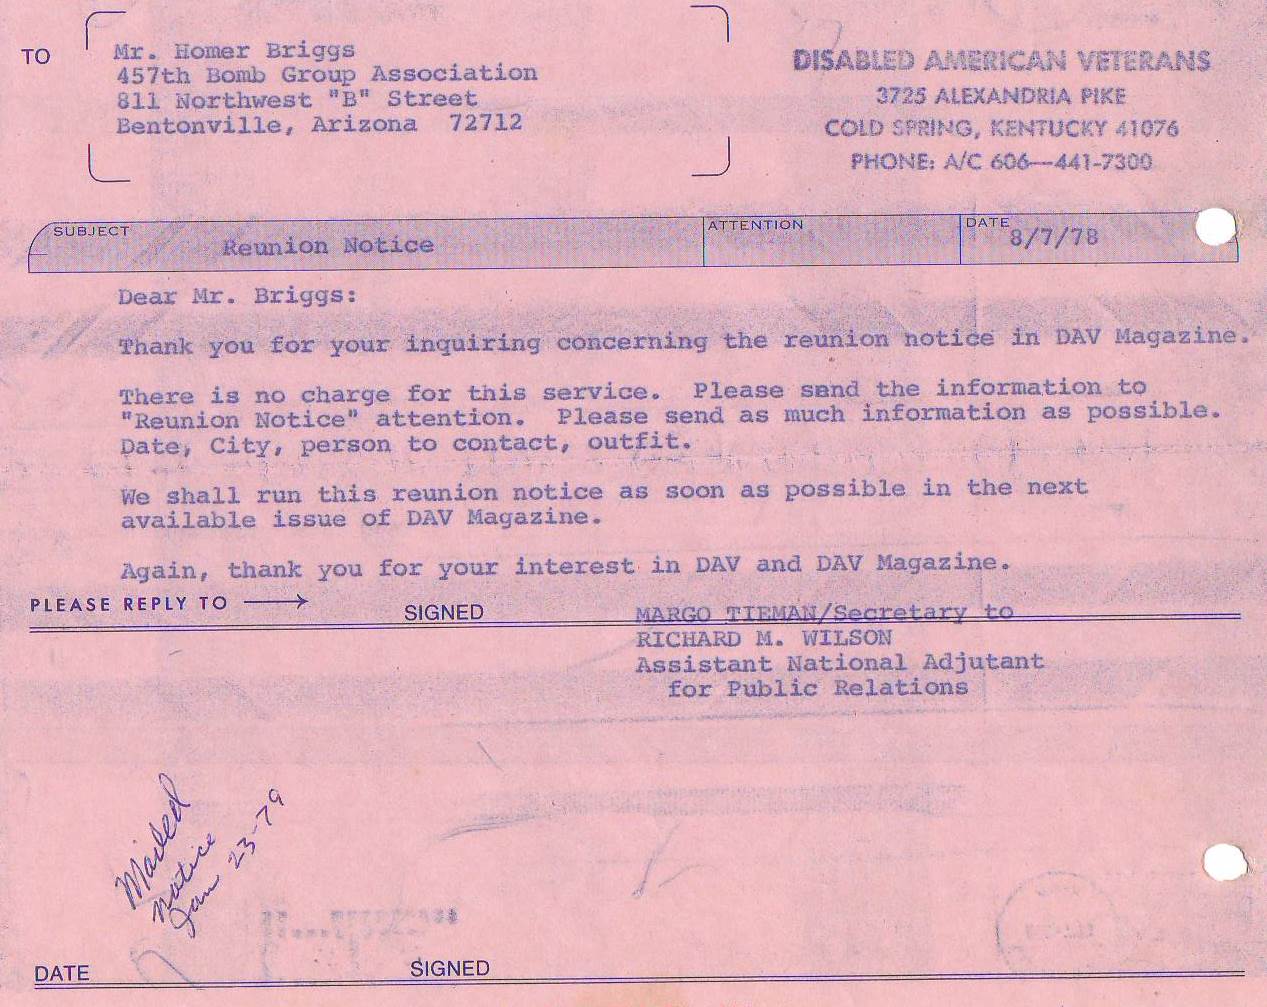 TO
Mr. Homer Briggs
457th Bomb Group Association
811 Northwest "B" Street
Bentonville, Arizona  72712
DISABLED AMERICAN VETERANS
3725 ALEXANDRIA PIKE
COLD SPRING, KENTUCKY 41076
PHONE: A/C 606—441-7300
SUBJECT Reunion Notice
ATTENTION
DATE 8/7/78
Dear Mr. Briggs:
Thank you for your inquiring concerning the reunion notice in DAV Magazine.
There is no charge for this service.  Please send the information to
"Reunion Notice" attention.  Please send as much information as possible.
Date, City, person to contact, outfit.
We shall run this reunion notice as soon as possible in the next
available issue of DAV Magazine.
Again, thank you for your interest in DAV and DAV Magazine.
PLEASE REPLY TO
SIGNED MARGO TIEMAN/Secretary to
RICHARD M. WILSON
Assistant National Adjutant
for Public Relations
Mailed
notice
Jan 23-79
DATE SIGNED